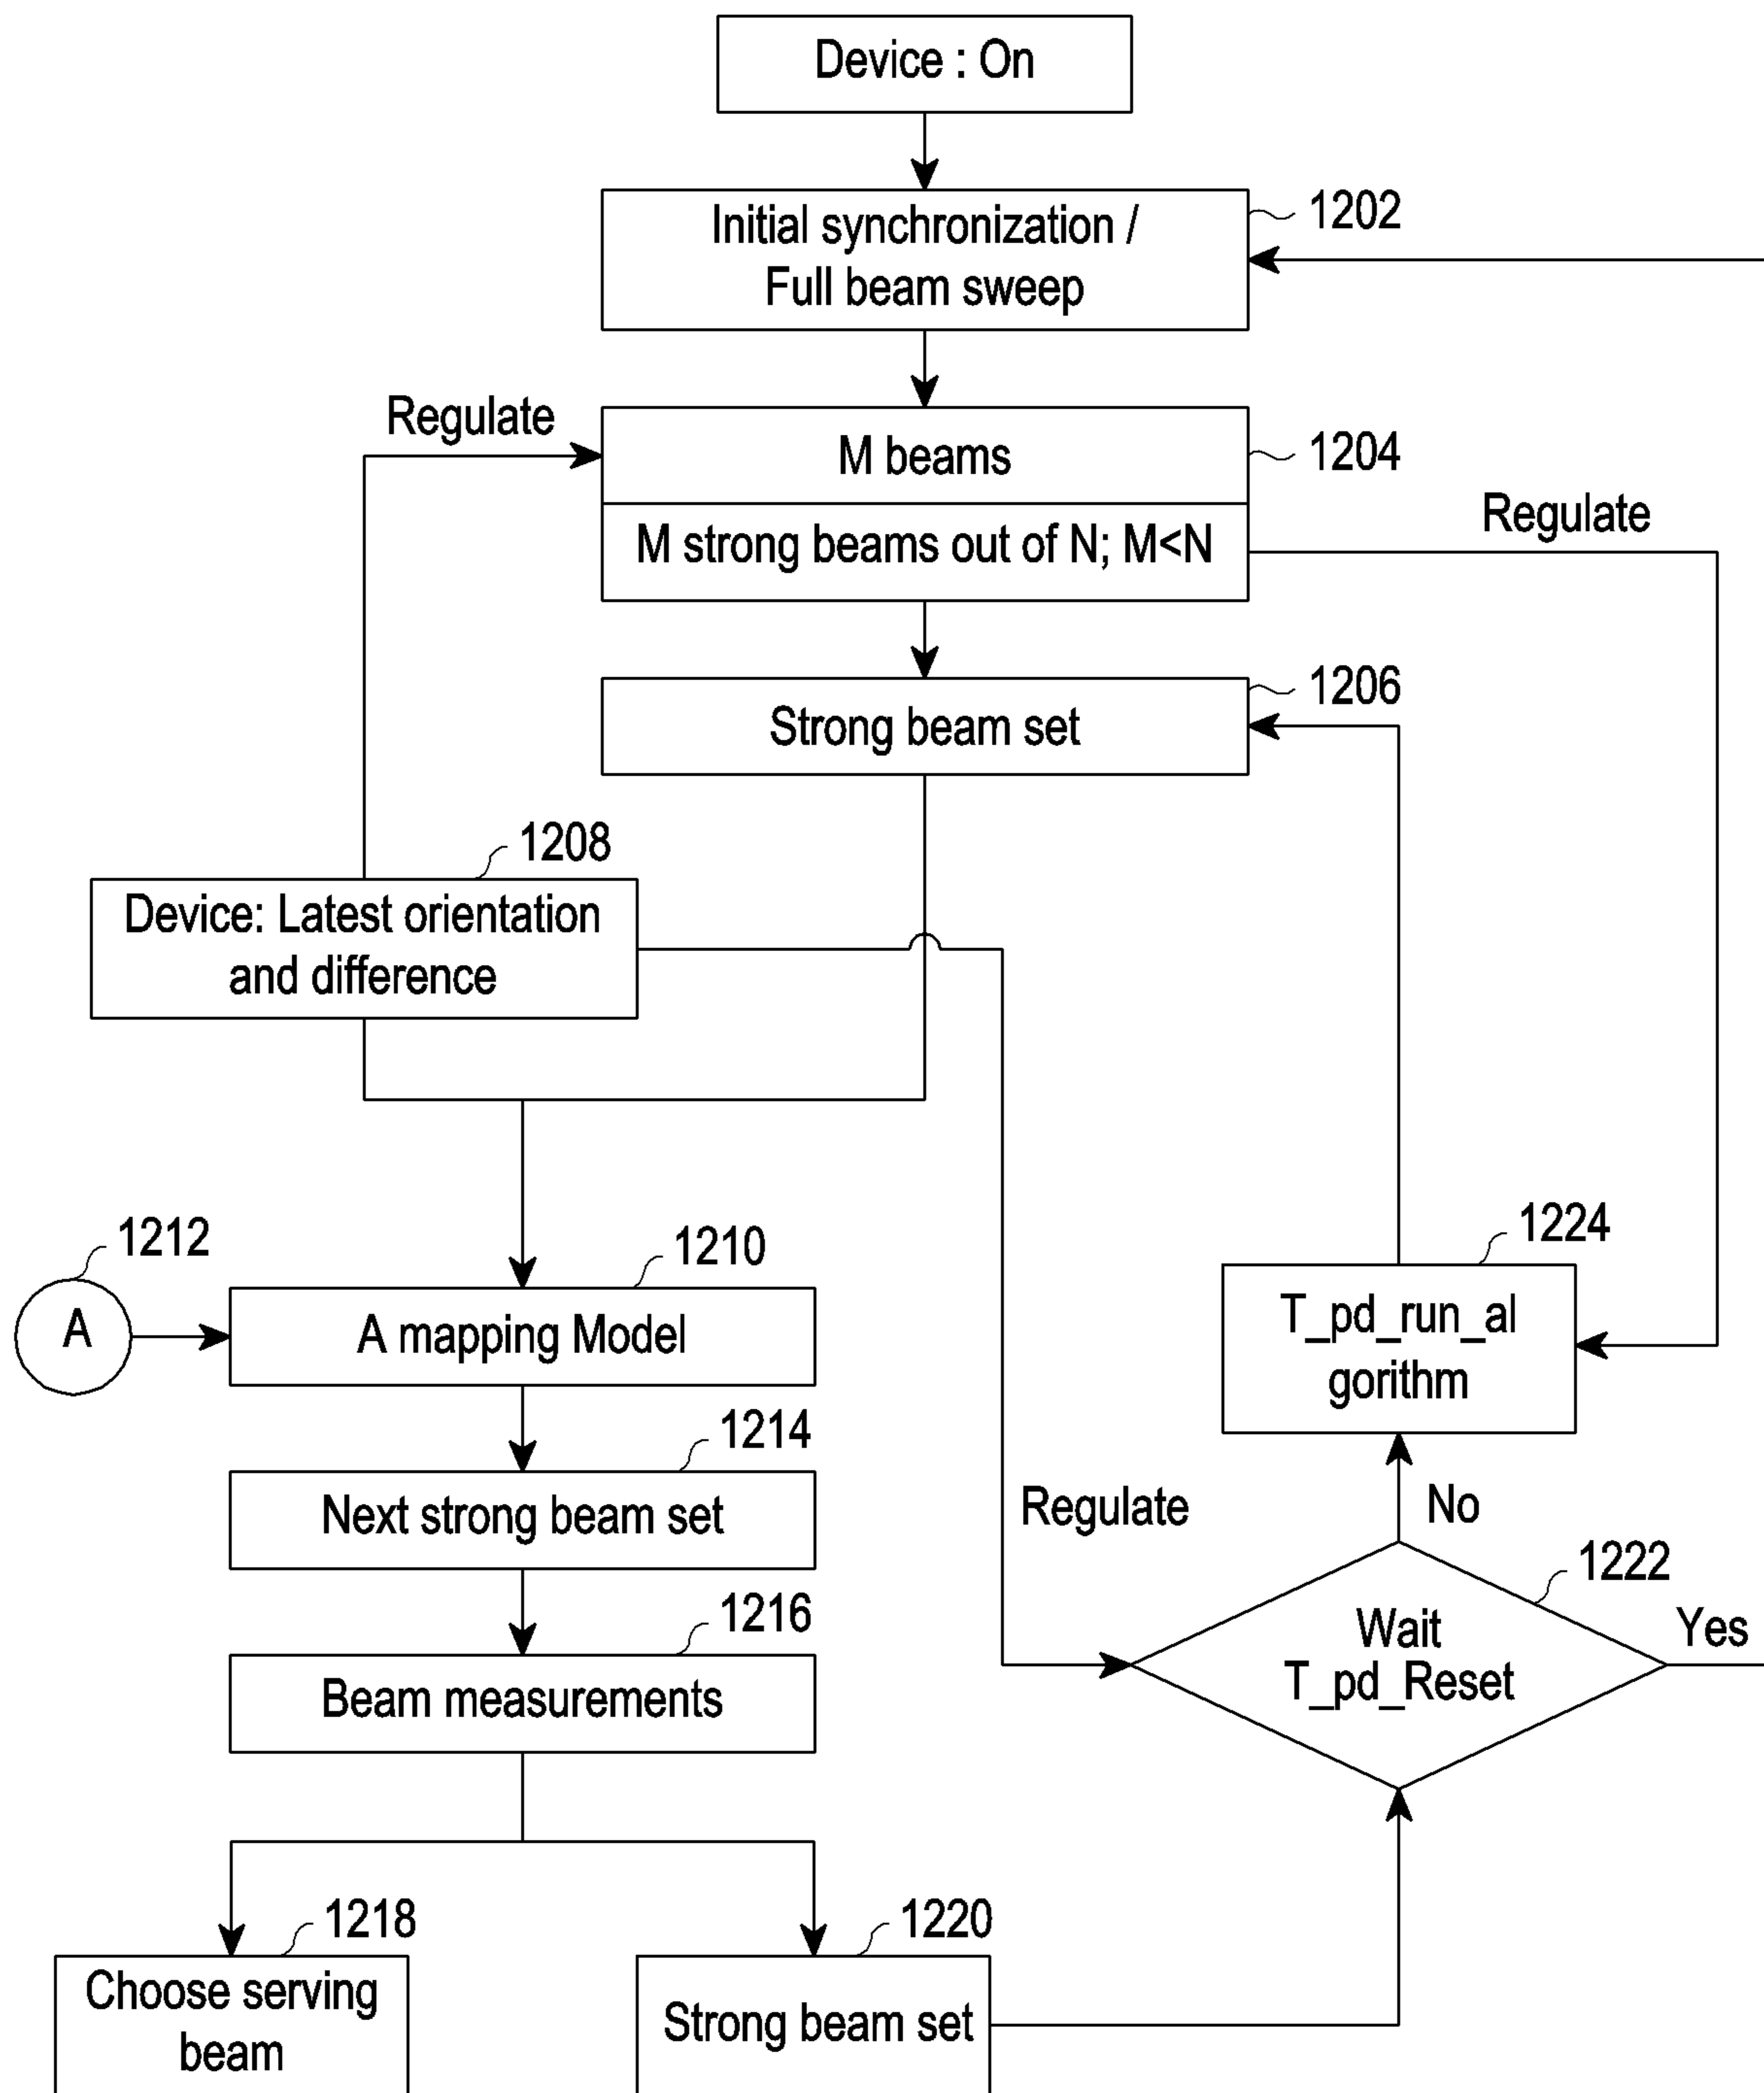 Device : On
Initial synchronization /
Full beam sweep
1202
Regulate
M beams
1204
M strong beams out of N; M<N
Regulate
Strong beam set
1206
1208
Device: Latest orientation
and difference
1212
A
1210
A mapping Model
1224
T_pd_run_al
gorithm
1214
Next strong beam set
Regulate
No
1222
Wait
T_pd_Reset
Yes
1216
Beam measurements
1218
Choose serving
beam
1220
Strong beam set